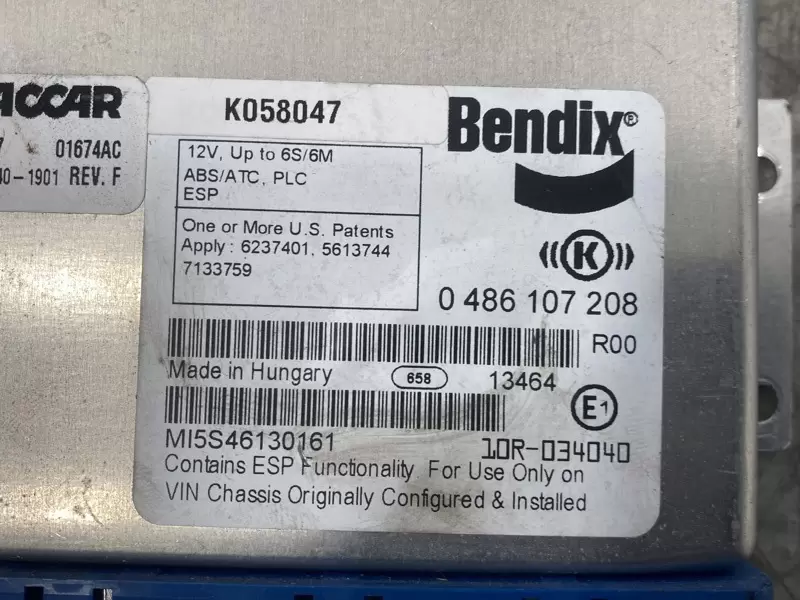 ACCAR
7 01674AC
40-1901 REV. F
K058047
Bendix®
12V, Up to 6S/6M
ABS/ATC, PLC
ESP
One or More U.S. Patents
Apply : 6237401, 5613744
7133759
K
0 486 107 208
R00
Made in Hungary 658 13464
E1
MI5S46130161 10R-034040
Contains ESP Functionality For Use Only on
VIN Chassis Originally Configured & Installed